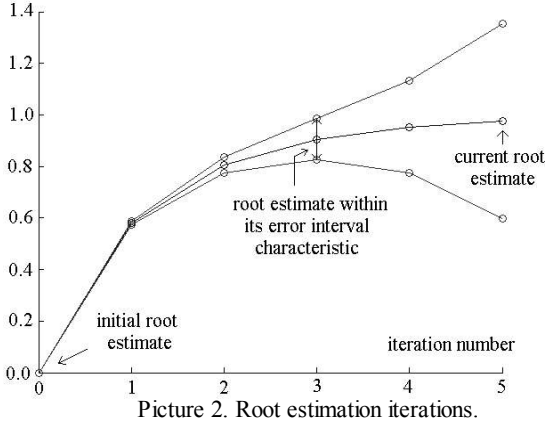 1.4
1.2
1.0
0.8
0.6
0.4
0.2
0.0
current root
estimate
root estimate within
its error interval
characteristic
initial root
estimate
iteration number
0
1
2
3
4
5
Picture 2. Root estimation iterations.